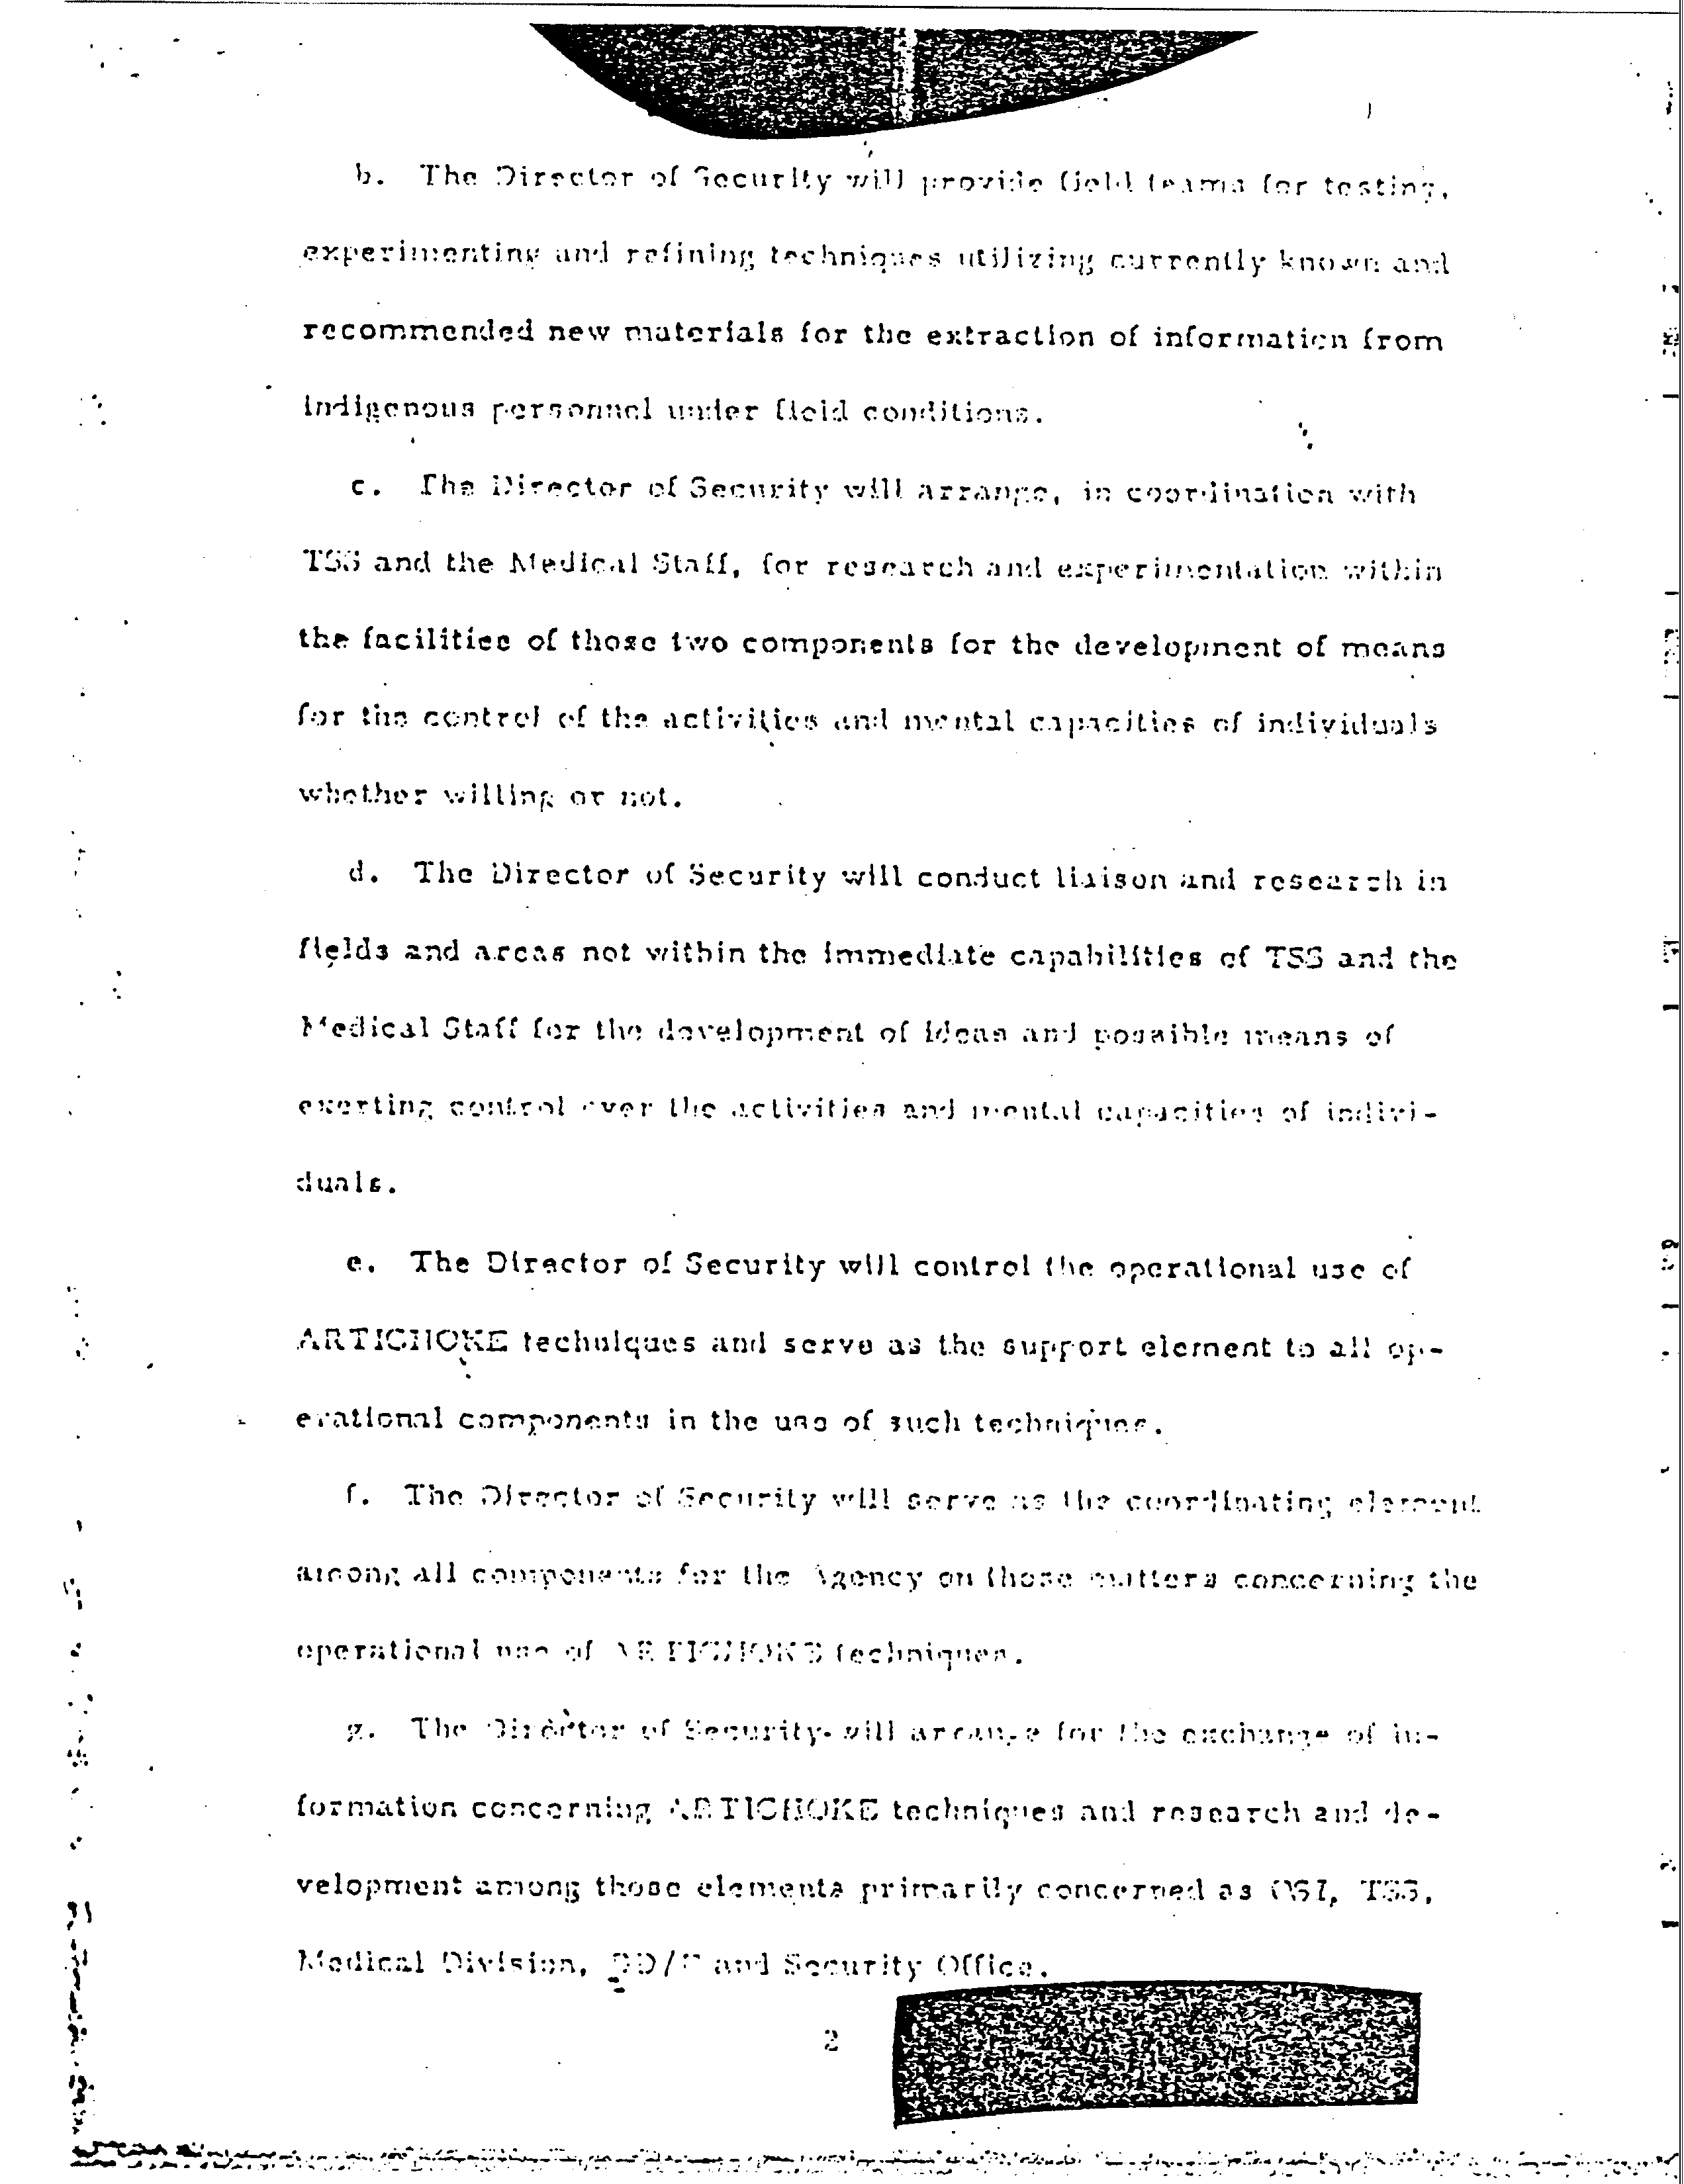 b. The Director of Security will provide field teams for testing,
experimenting and refining techniques utilizing currently known and
recommended new materials for the extraction of information from
indigenous personnel under field conditions.
c. The Director of Security will arrange, in coordination with
TSS and the Medical Staff, for research and experimentation within
the facilities of those two components for the development of means
for the control of the activities and mental capacities of individuals
whether willing or not.
d. The Director of Security will conduct liaison and research in
fields and areas not within the immediate capabilities of TSS and the
Medical Staff for the development of ideas and possible means of
exerting control over the activities and mental capacities of indivi-
duals.
e. The Director of Security will control the operational use of
ARTICHOKE techniques and serve as the support element to all op-
erational components in the use of such techniques.
f. The Director of Security will serve as the coordinating element
among all components for the Agency on those matters concerning the
operational use of ARTICHOKE techniques.
g. The Director of Security will arrange for the exchange of in-
formation concerning ARTICHOKE techniques and research and de-
velopment among those elements primarily concerned as OSI, TSS,
Medical Division, and Security Office.
2